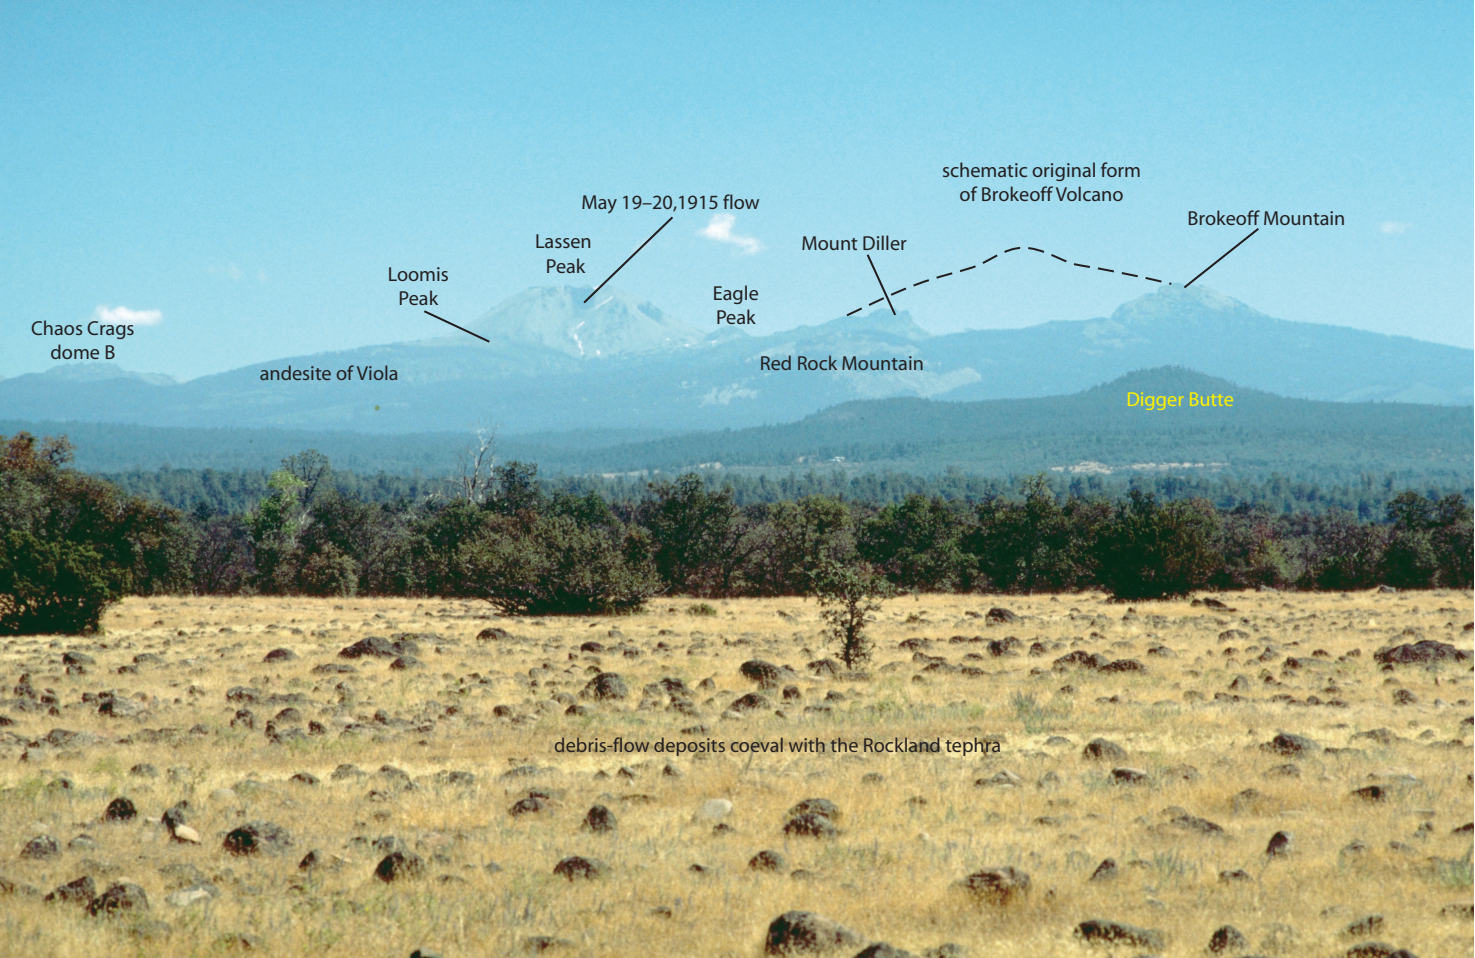 schematic original form
of Brokeoff Volcano
May 19–20,1915 flow
Brokeoff Mountain
Lassen
Peak
Mount Diller
Loomis
Peak
Eagle
Peak
Chaos Crags
dome B
Red Rock Mountain
andesite of Viola
Digger Butte
debris-flow deposits coeval with the Rockland tephra